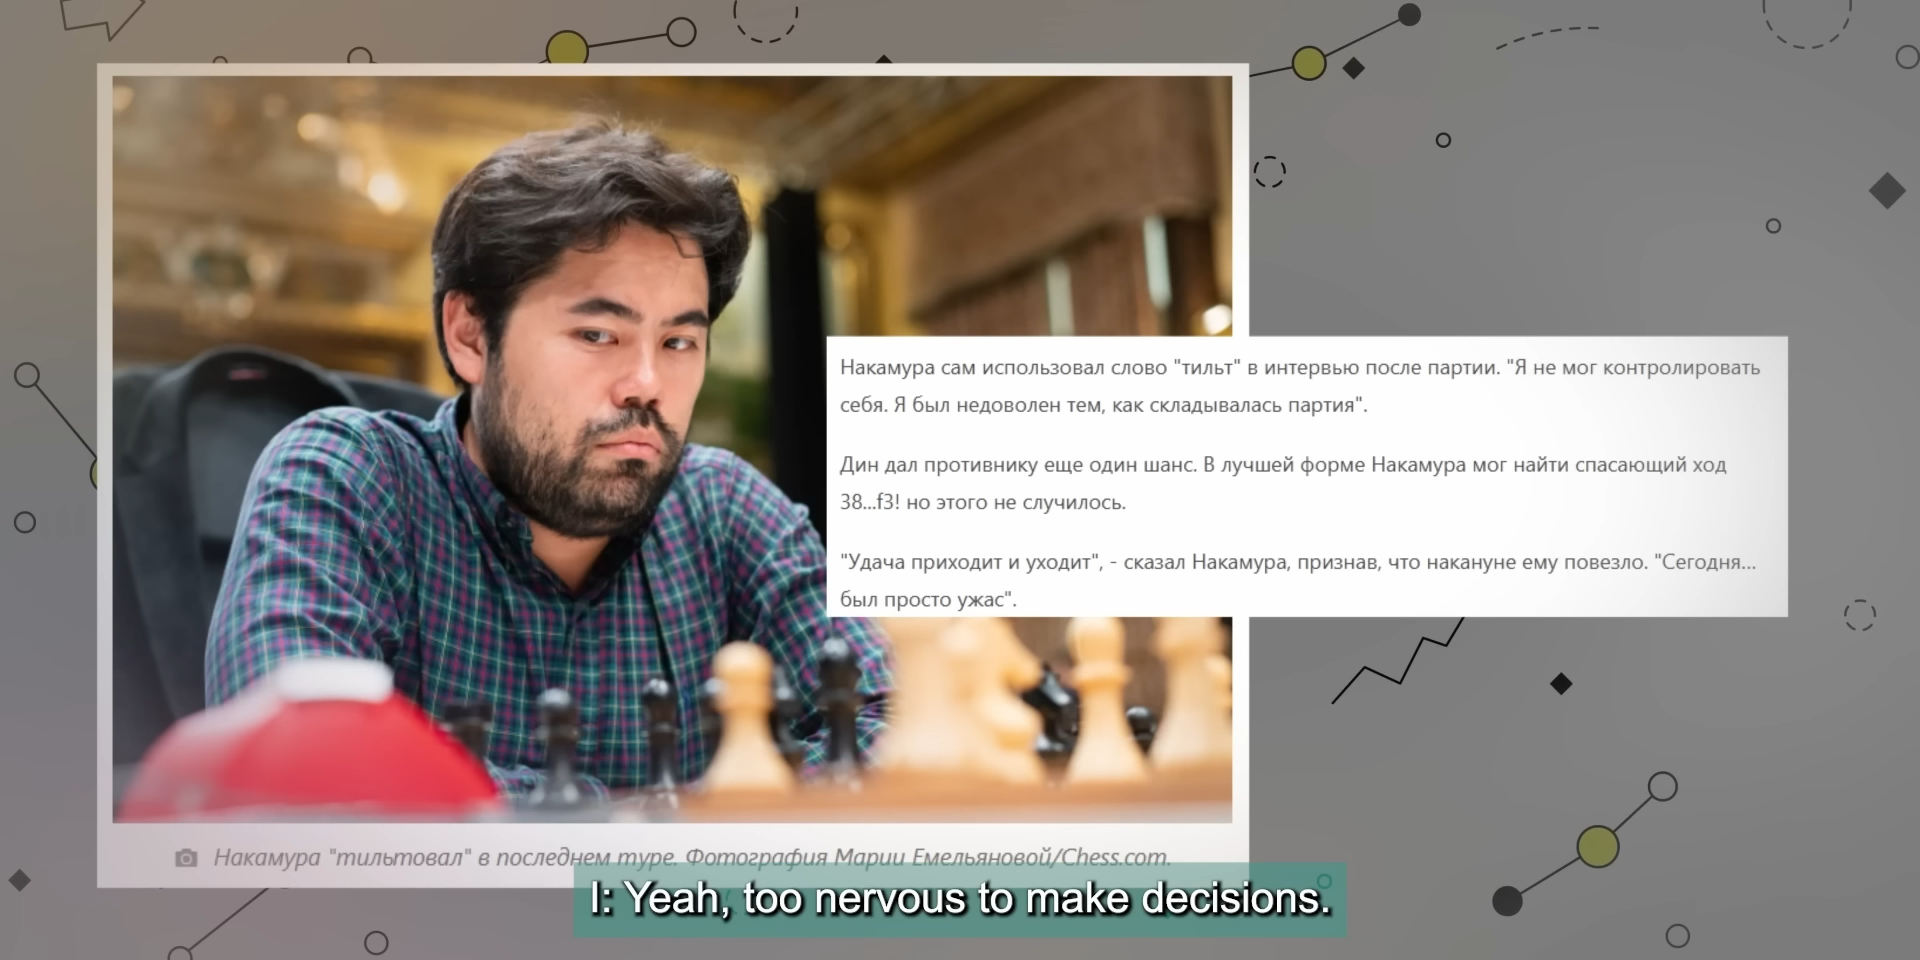 Накамура сам использовал слово "тильт" в интервью после партии. "Я не мог контролировать
себя. Я был недоволен тем, как складывалась партия".
Дин дал противнику еще один шанс. В лучшей форме Накамура мог найти спасающий ход
38...f3! но этого не случилось.
"Удача приходит и уходит", - сказал Накамура, признав, что накануне ему повезло. "Сегодня...
был просто ужас".
Накамура "тильтовал" в последнем туре. Фотография Марии Емельяновой/Chess.com.
I: Yeah, too nervous to make decisions.